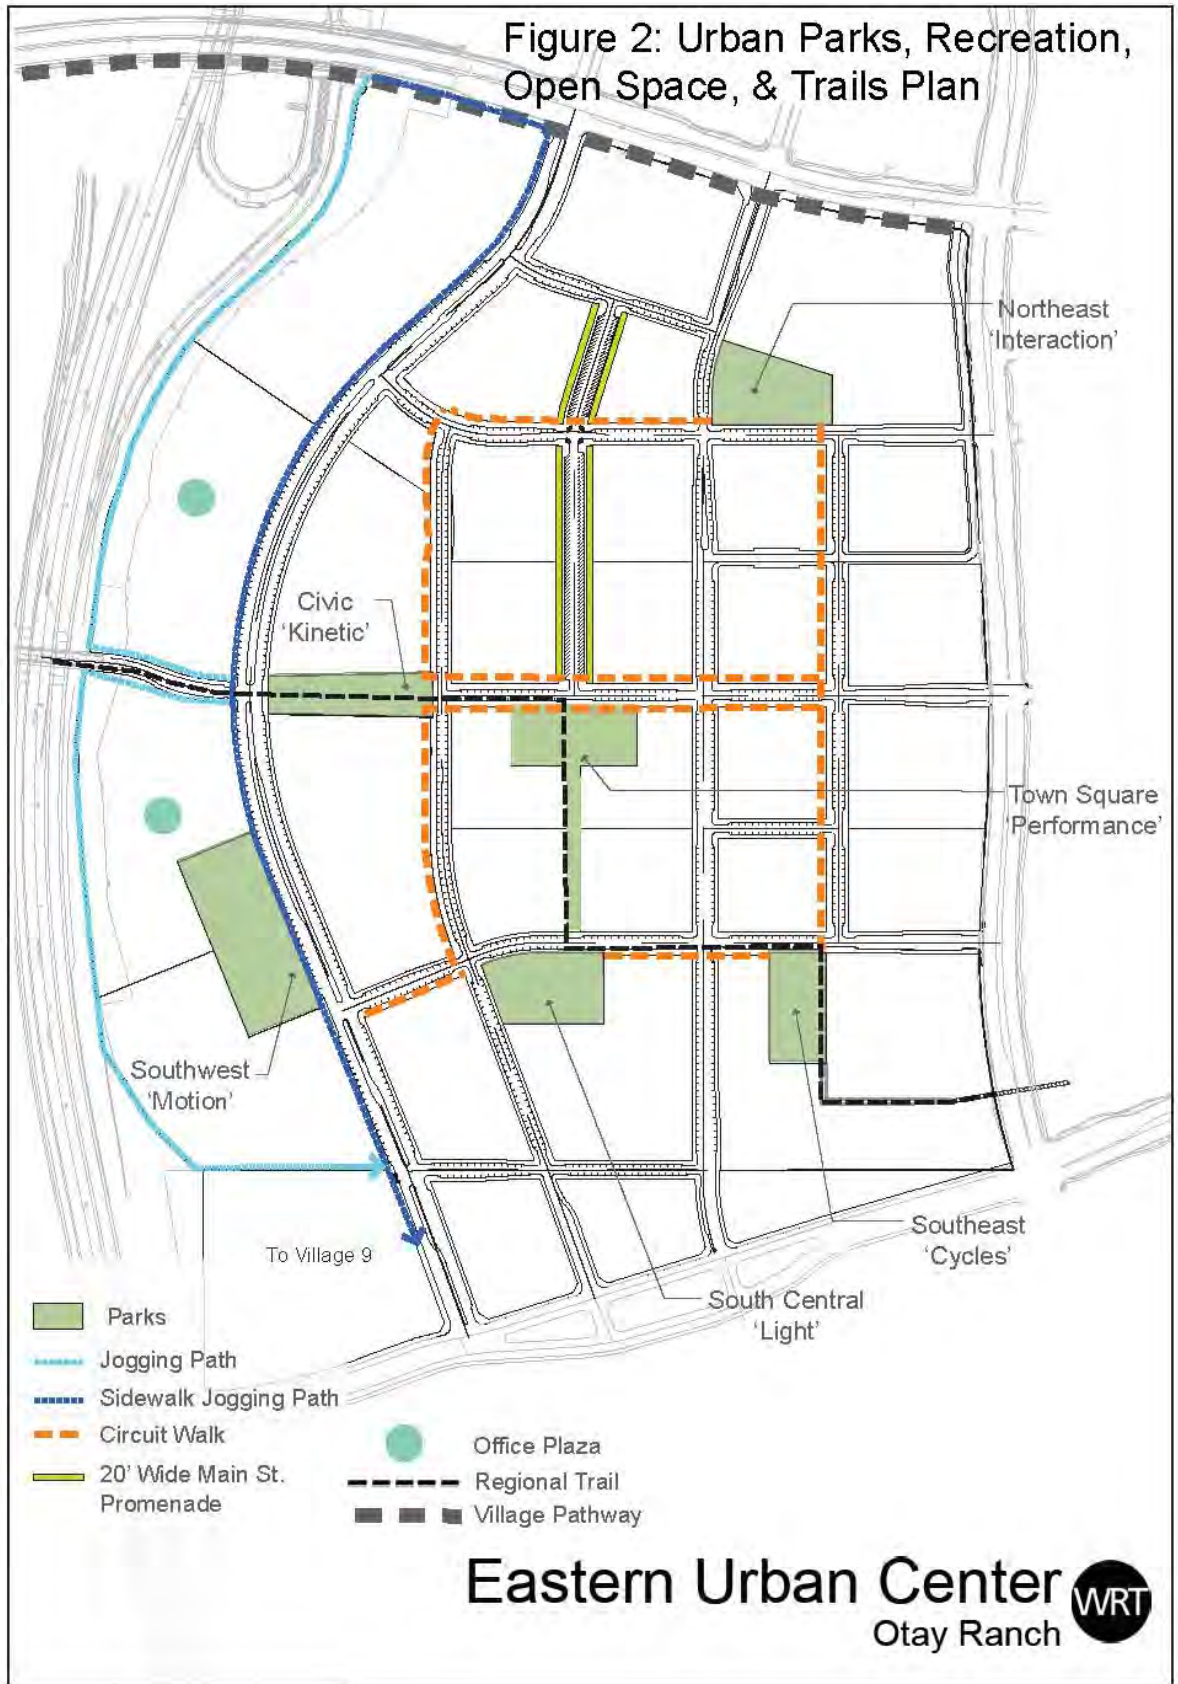 Figure 2: Urban Parks, Recreation,
Open Space, & Trails Plan
Northeast
'Interaction'
Civic
'Kinetic'
Town Square
'Performance'
Southwest
'Motion'
Southeast
'Cycles'
To Village 9
South Central
'Light'
Parks
Jogging Path
Sidewalk Jogging Path
Circuit Walk
20' Wide Main St.
Promenade
Office Plaza
Regional Trail
Village Pathway
Eastern Urban Center
Otay Ranch
WRT